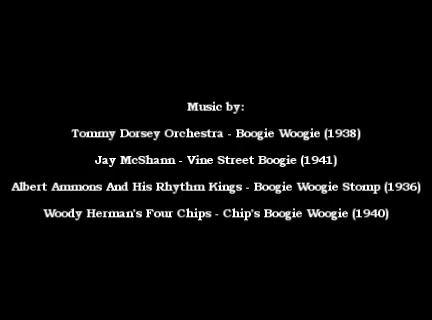 Music by:
Tommy Dorsey Orchestra - Boogie Woogie (1938)
Jay McShann - Vine Street Boogie (1941)
Albert Ammons And His Rhythm Kings - Boogie Woogie Stomp (1936)
Woody Herman's Four Chips - Chip's Boogie Woogie (1940)